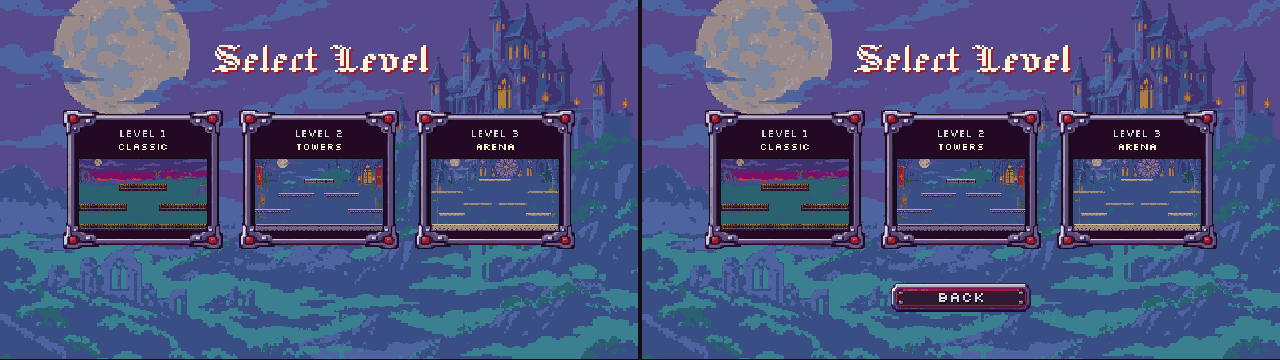 Select Level
LEVEL 1
CLASSIC
LEVEL 2
TOWERS
LEVEL 3
ARENA
Select Level
LEVEL 1
CLASSIC
LEVEL 2
TOWERS
LEVEL 3
ARENA
BACK